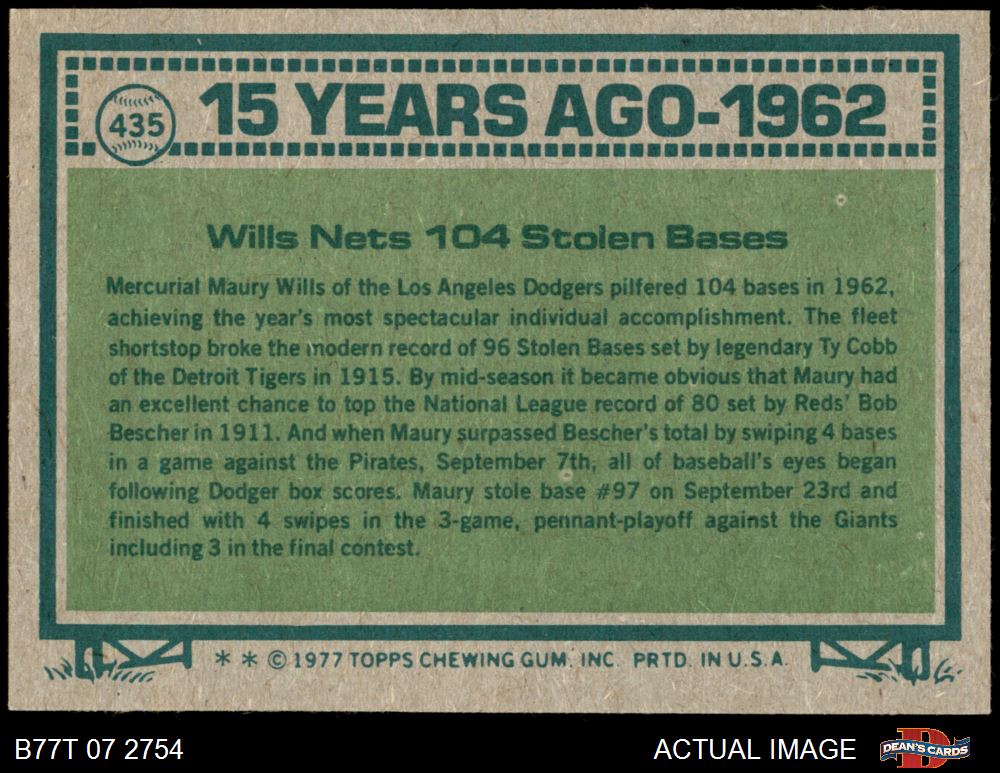 435
15 YEARS AGO-1962
Wills Nets 104 Stolen Bases
Mercurial Maury Wills of the Los Angeles Dodgers pilfered 104 bases in 1962,
achieving the year's most spectacular individual accomplishment. The fleet
shortstop broke the modern record of 96 Stolen Bases set by legendary Ty Cobb
of the Detroit Tigers in 1915. By mid-season it became obvious that Maury had
an excellent chance to top the National League record of 80 set by Reds' Bob
Bescher in 1911. And when Maury surpassed Bescher's total by swiping 4 bases
in a game against the Pirates, September 7th, all of baseball's eyes began
following Dodger box scores. Maury stole base #97 on September 23rd and
finished with 4 swipes in the 3-game, pennant-playoff against the Giants
including 3 in the final contest.
* * © 1977 TOPPS CHEWING GUM, INC. PRTD. IN U.S.A.
B77T 07 2754
ACTUAL IMAGE
DEAN'S CARDS